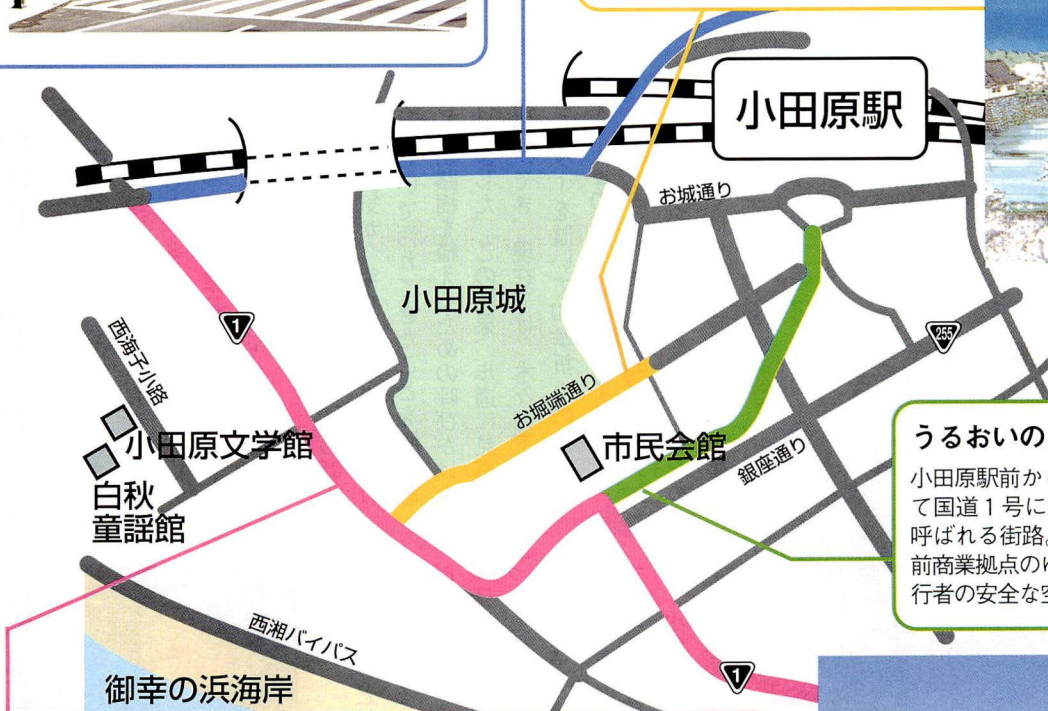 小田原駅
お城通り
小田原城
西海子小路
1
255
お堀端通り
小田原文学館
白秋
童謡館
市民会館
銀座通り
うるおいの
小田原駅前か
て国道1号に
呼ばれる街路。
前商業拠点の
行者の安全な空
西湘バイパス
1
御幸の浜海岸